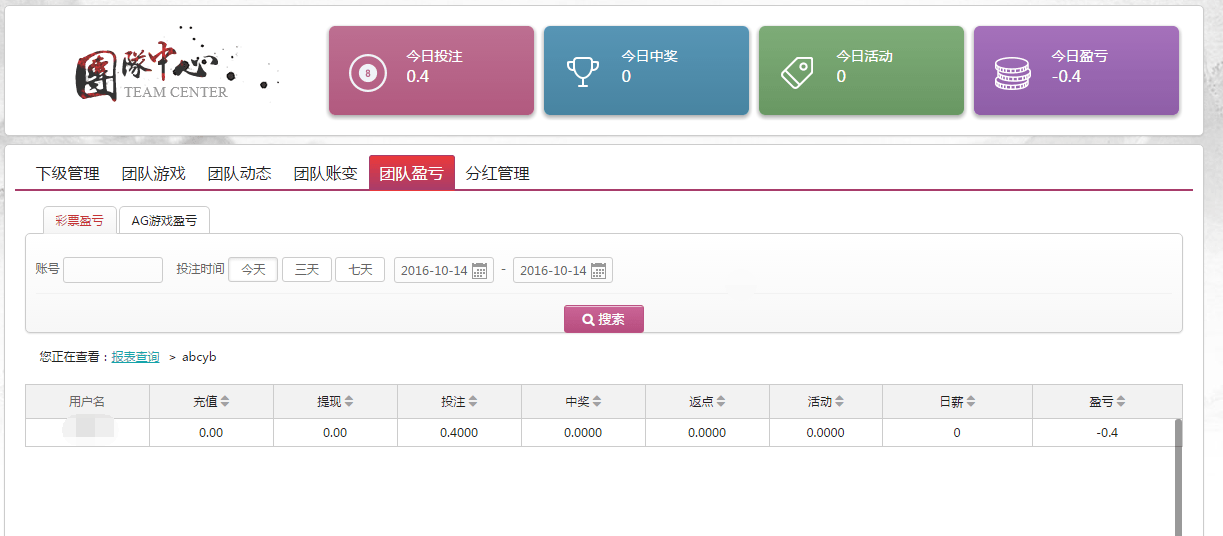 團隊中心
TEAM CENTER
8
今日投注
0.4
今日中奖
0
今日活动
0
今日盈亏
-0.4
下级管理 团队游戏 团队动态 团队账变 团队盈亏 分红管理
彩票盈亏 AG游戏盈亏
账号 投注时间 今天 三天 七天 2016-10-14 - 2016-10-14
搜索
您正在查看：报表查询 > abcyb
用户名 充值 提现 投注 中奖 返点 活动 日薪 盈亏
0.00 0.00 0.4000 0.0000 0.0000 0.0000 0 -0.4